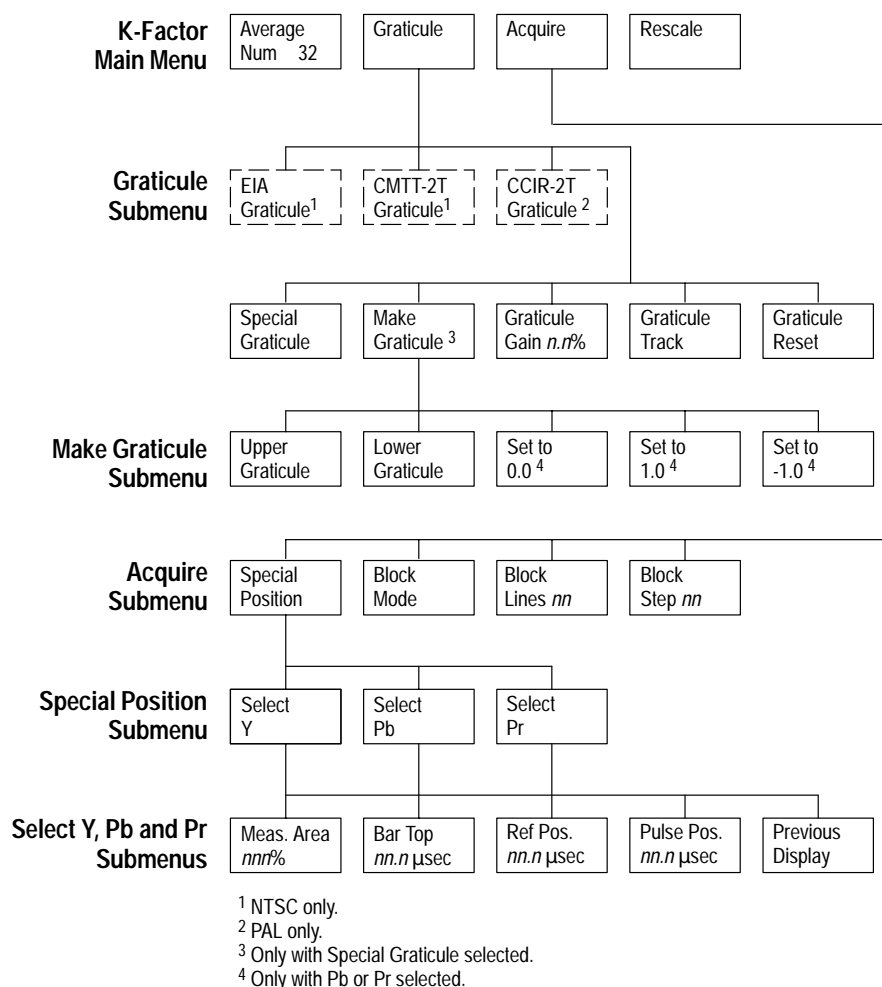 K-Factor
Main Menu
Average
Num 32
Graticule
Acquire
Rescale
Graticule
Submenu
EIA
Graticule1
CMTT-2T
Graticule1
CCIR-2T
Graticule 2
Special
Graticule
Make
Graticule 3
Graticule
Gain n.n%
Graticule
Track
Graticule
Reset
Make Graticule
Submenu
Upper
Graticule
Lower
Graticule
Set to
0.0 4
Set to
1.0 4
Set to
-1.0 4
Acquire
Submenu
Special
Position
Block
Mode
Block
Lines nn
Block
Step nn
Special Position
Submenu
Select
Y
Select
Pb
Select
Pr
Select Y, Pb and Pr
Submenus
Meas. Area
nnn%
Bar Top
nn.n µsec
Ref Pos.
nn.n µsec
Pulse Pos.
nn.n µsec
Previous
Display
1 NTSC only.
2 PAL only.
3 Only with Special Graticule selected.
4 Only with Pb or Pr selected.